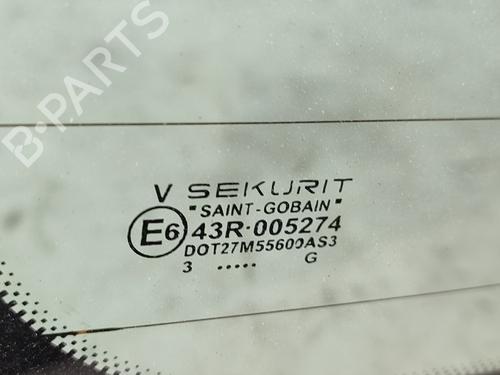 B-PARTS
V SEKURIT
"SAINT-GOBAIN"
E6 43R-005274
DOT27M55600AS3
3 ..... G